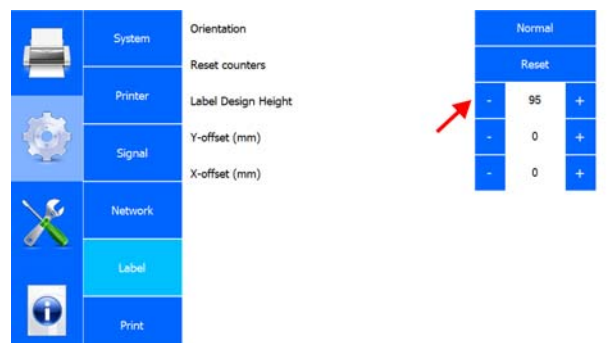 System
Printer
Signal
Network
Label
Print
Orientation Normal
Reset counters Reset
Label Design Height - 95 +
Y-offset (mm) - 0 +
X-offset (mm) - 0 +